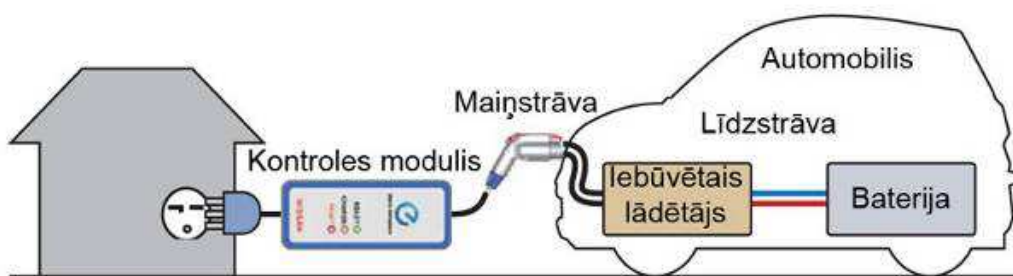 Automobilis
Maiņstrāva
Līdzstrāva
Kontroles modulis
Iebūvētais
lādētājs
Baterija